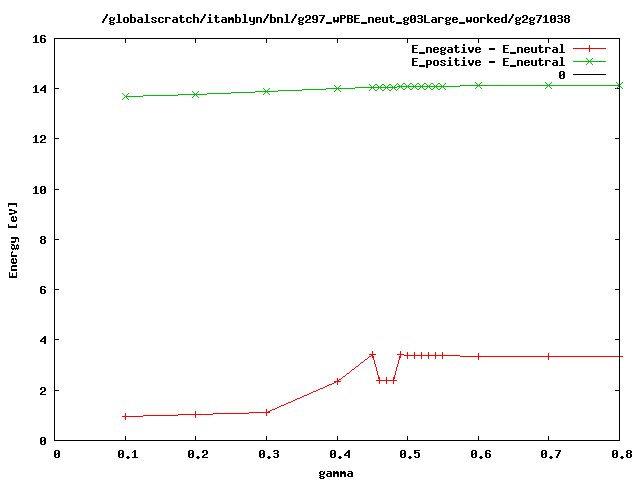 /globalscratch/itamblyn/bnl/g297_wPBE_neut_g03Large_worked/g2g71038
E_negative - E_neutral
E_positive - E_neutral
0
16
14
12
10
8
6
4
2
0
Energy [eV]
0 0.1 0.2 0.3 0.4 0.5 0.6 0.7 0.8
gamma